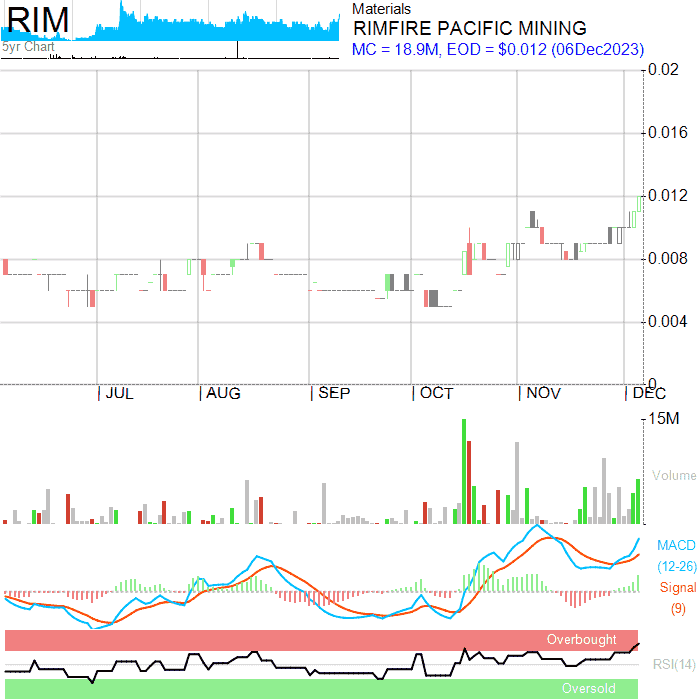 RIM
5yr Chart
Materials
RIMFIRE PACIFIC MINING
MC = 18.9M, EOD = $0.012 (06Dec2023)
0.02
0.016
0.012
0.008
0.004
0
JUL AUG SEP OCT NOV DEC
15M
Volume
MACD
(12-26)
Signal
(9)
Overbought
RSI(14)
Oversold